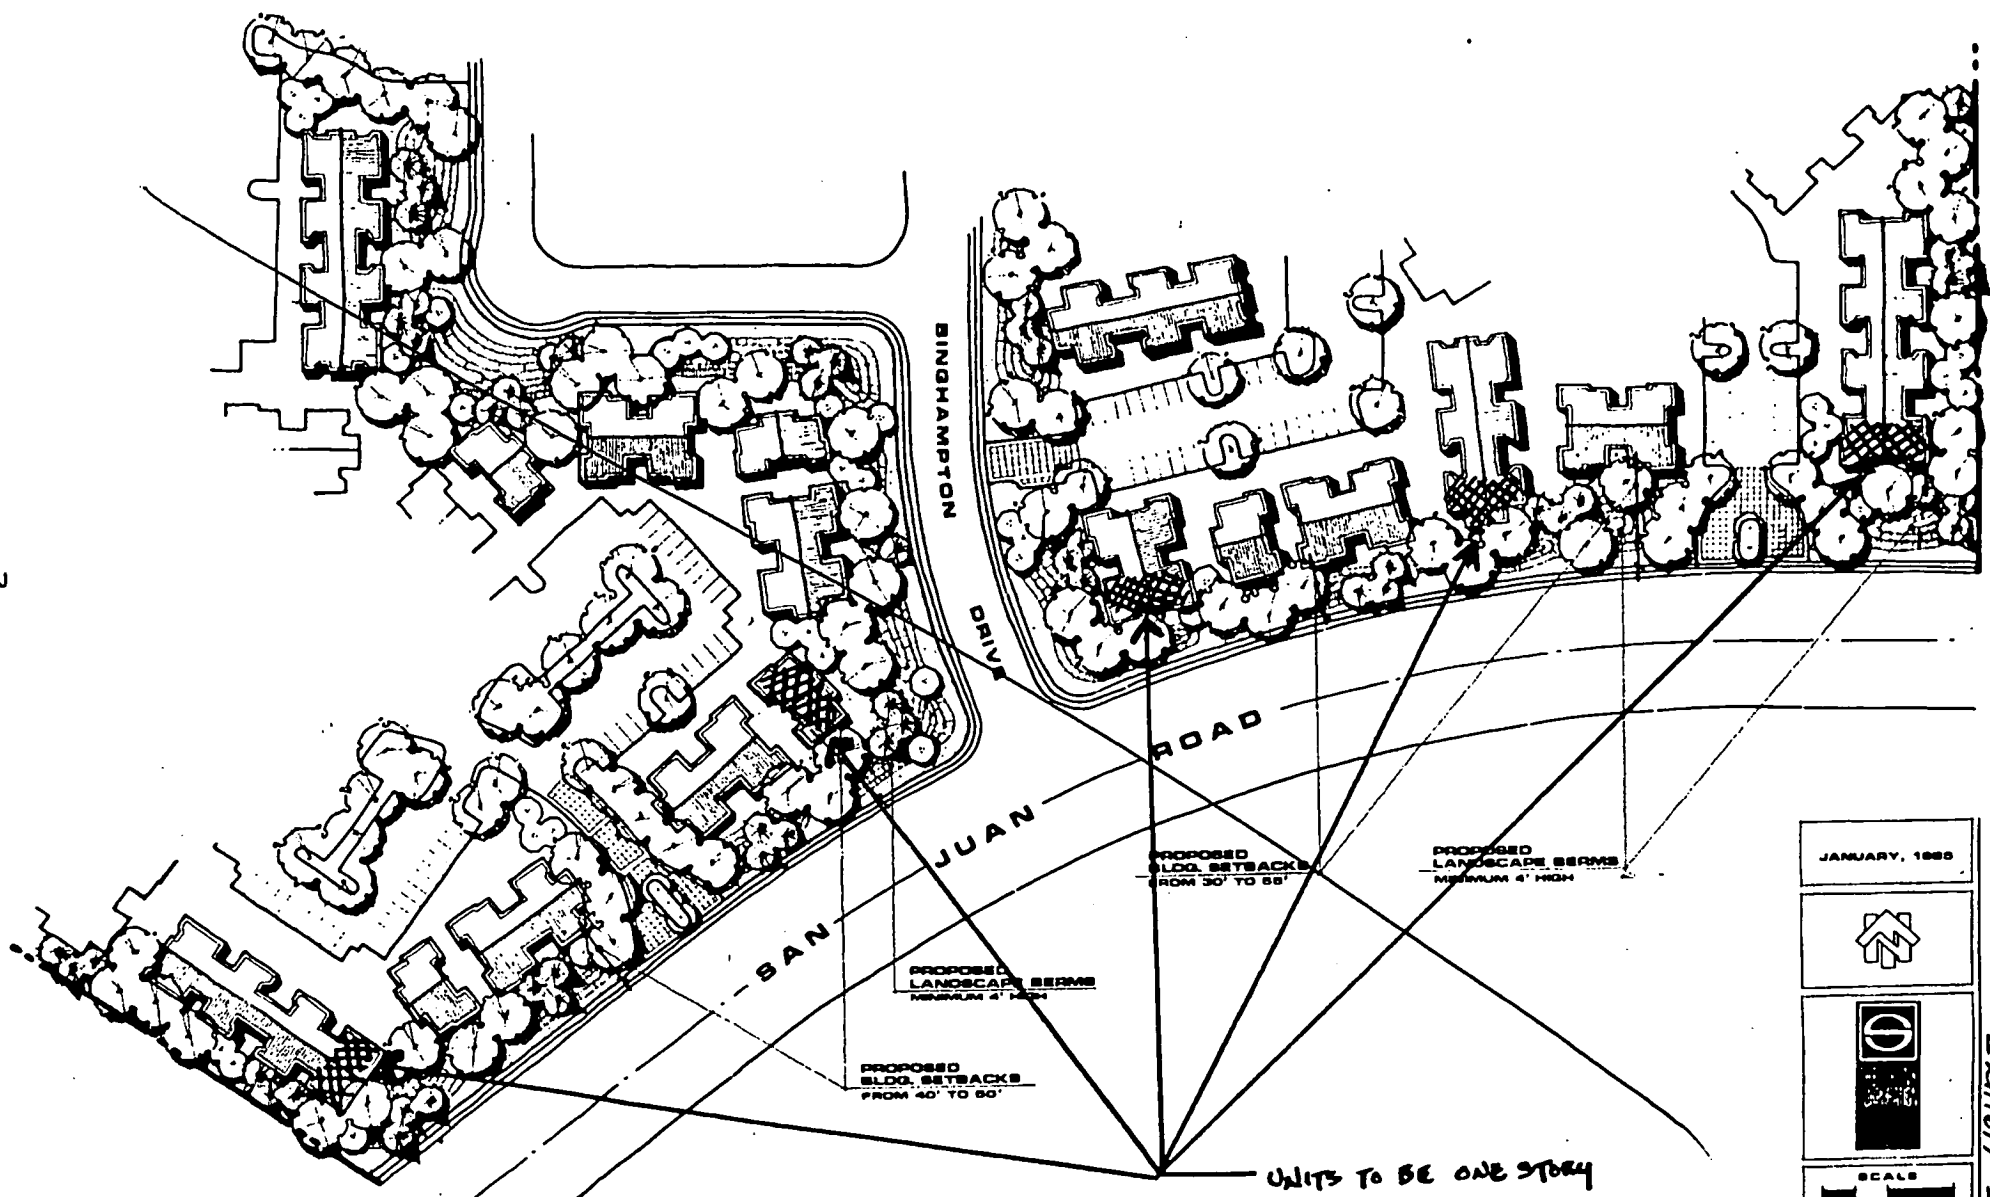 BINGHAMPTON
DRIVE
SAN JUAN ROAD
PROPOSED
BLDG. SETBACKS
FROM 30' TO 55'
PROPOSED
LANDSCAPE BERMS
MINIMUM 4' HIGH
JANUARY, 1985
PROPOSED
LANDSCAPE BERMS
MINIMUM 4' HIGH
PROPOSED
BLDG. SETBACKS
FROM 40' TO 60'
UNITS TO BE ONE STORY
SCALE